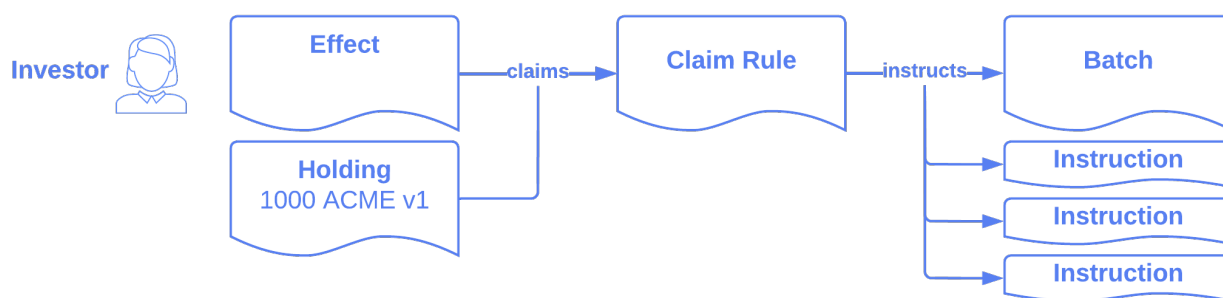 Investor
Effect
claims
Holding
1000 ACME v1
Claim Rule
instructs
Batch
Instruction
Instruction
Instruction